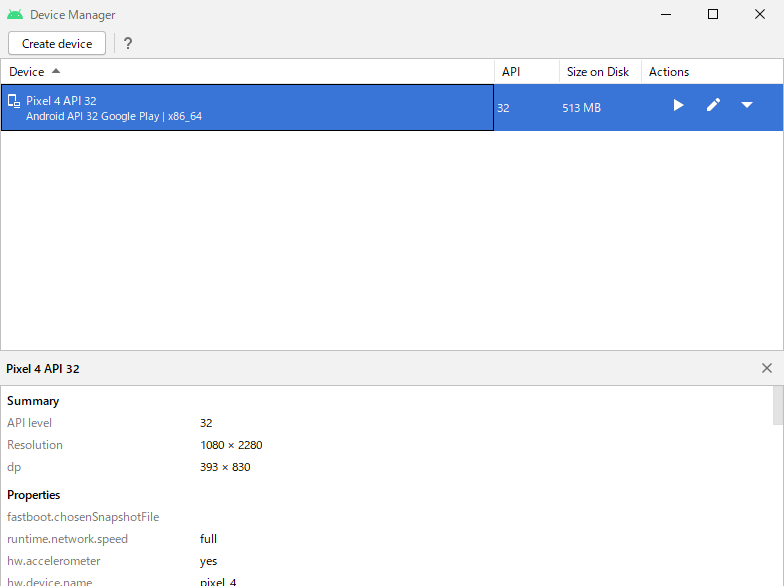 Device Manager
Create device ?
Device API Size on Disk Actions
Pixel 4 API 32
Android API 32 Google Play | x86_64
32 513 MB
Pixel 4 API 32
Summary
API level 32
Resolution 1080 × 2280
dp 393 × 830
Properties
fastboot.chosenSnapshotFile
runtime.network.speed full
hw.accelerometer yes
hw.device.name pixel_4